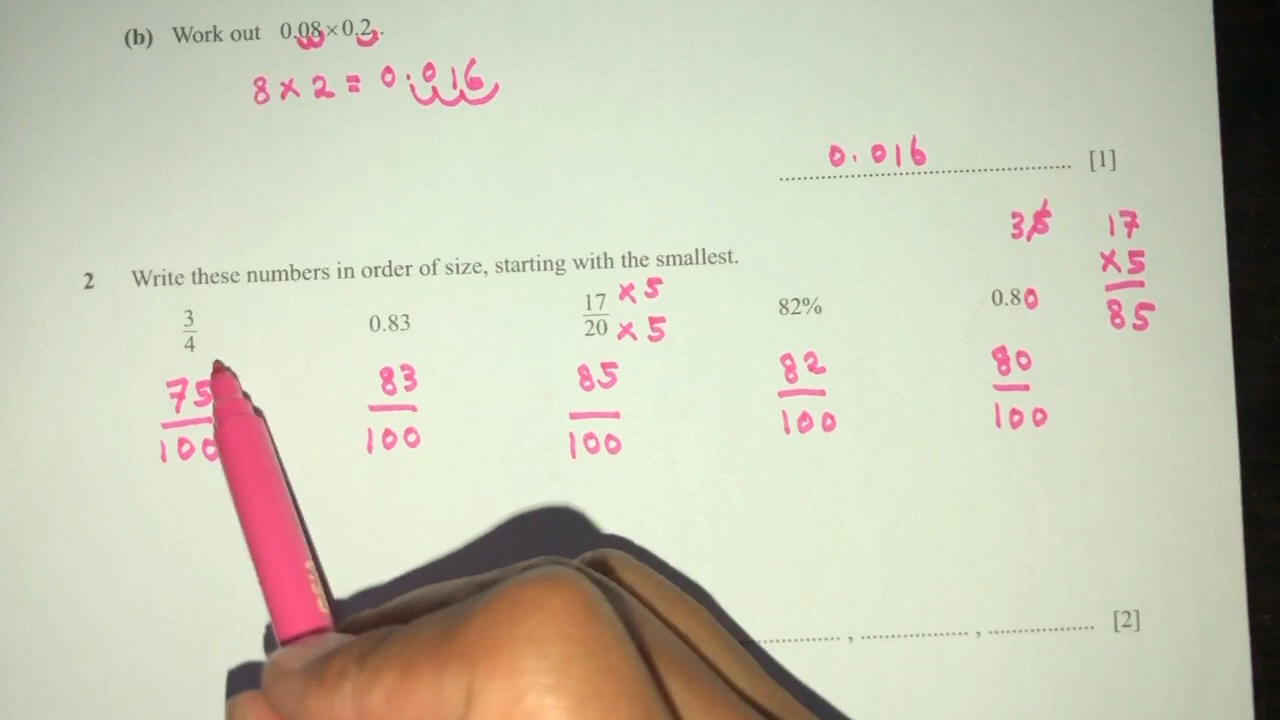 (b) Work out 0.08 × 0.2.
8 × 2 = 0.016
0.016 [1]
35 17
×5
85
2 Write these numbers in order of size, starting with the smallest.
3/4 0.83 17/20 ×5/×5 82% 0.80
75/100 83/100 85/100 82/100 80/100
, , [2]